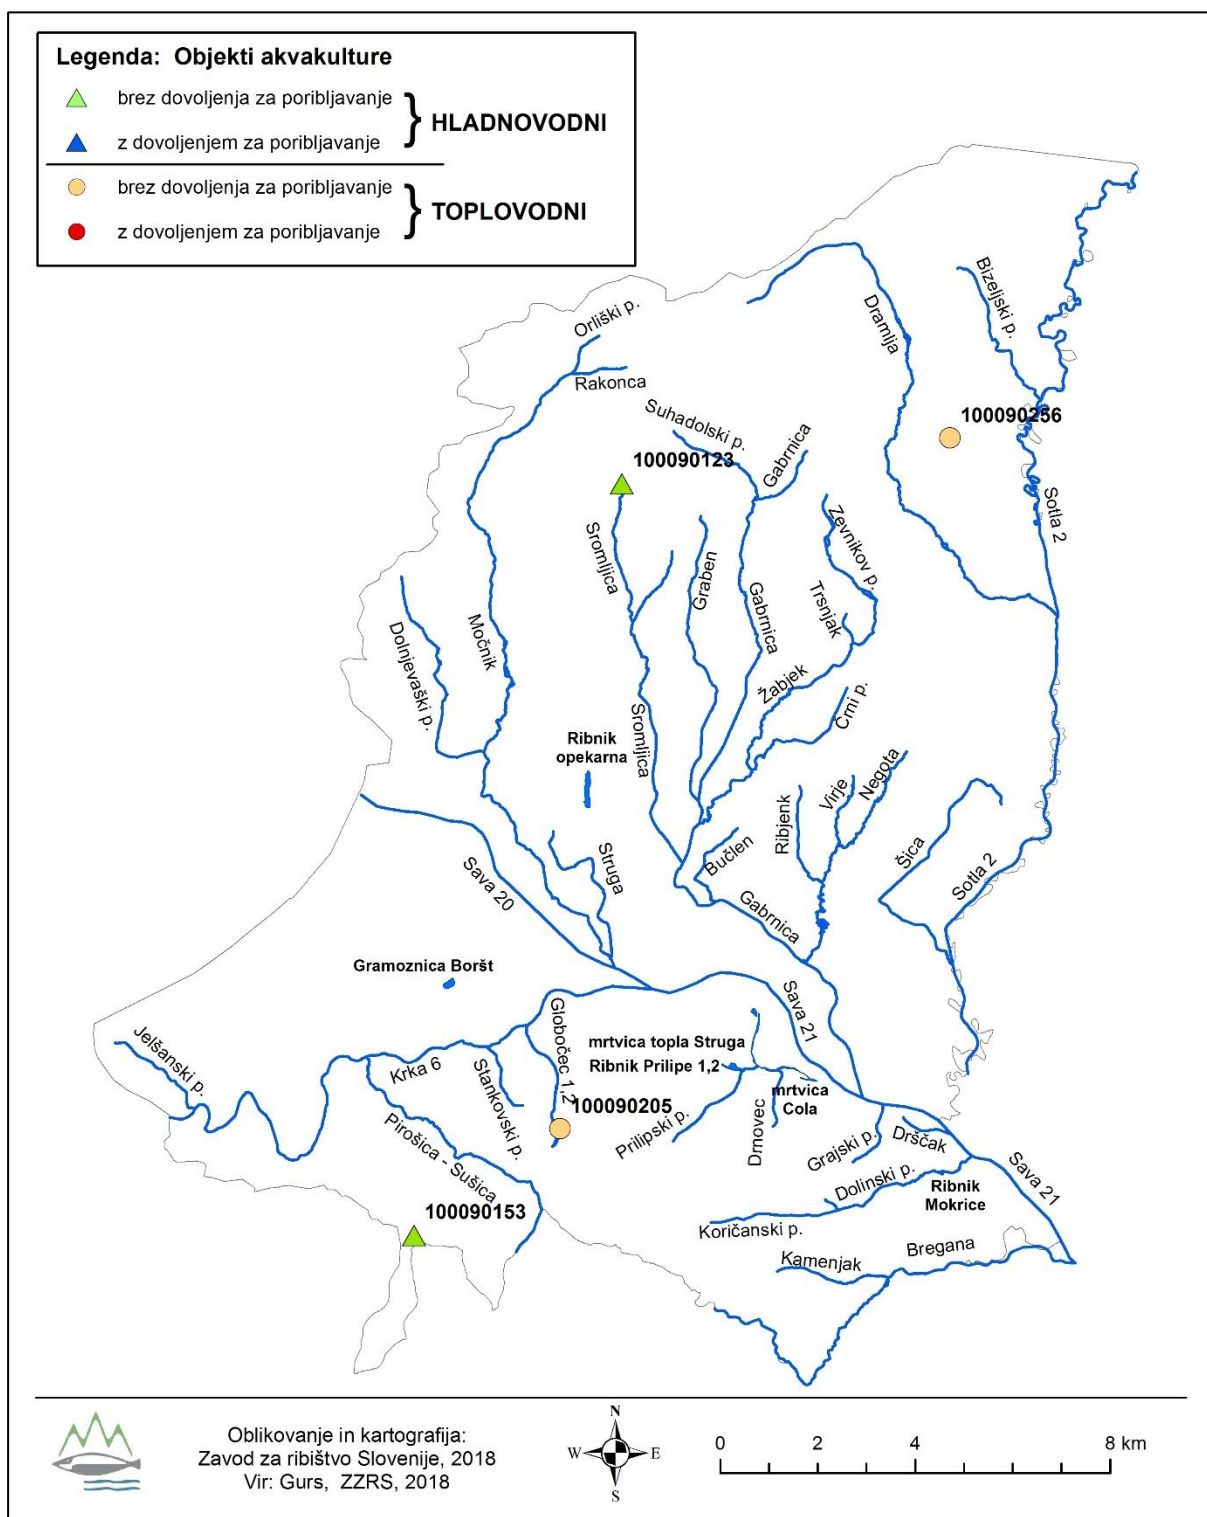 Legenda: Objekti akvakulture
brez dovoljenja za poribljavanje
z dovoljenjem za poribljavanje
} HLADNOVODNI
brez dovoljenja za poribljavanje
z dovoljenjem za poribljavanje
} TOPLOVODNI
Orliški p.
Rakonca
Dramlja
Bizeljski p.
Suhadolski p.
Gabrnica
100090256
100090123
Sotla 2
Sromljica
Graben
Gabrnica
Zevnikov p.
Trsnjak
Dolnjevaški p.
Močnik
Žabjek
Črni p.
Sromljica
Ribnik
opekarna
Virje
Negota
Ribjenk
Bučlen
Šica
Sotla 2
Struga
Sava 20
Gabrnica
Gramoznica Boršt
Sava 21
Globočec 1,2
Jelšanski p.
Krka 6
Stankovski p.
mrtvica topla Struga
Ribnik Prilipe 1,2
mrtvica
Cola
100090205
Prilipski p.
Drnovec
Grajski p.
Drščak
Pirošica - Sušica
Dolinski p.
Sava 21
Ribnik
Mokrice
100090153
Koričanski p.
Kamenjak
Bregana
Oblikovanje in kartografija:
Zavod za ribištvo Slovenije, 2018
Vir: Gurs, ZZRS, 2018
N
W E
S
0 2 4 8 km